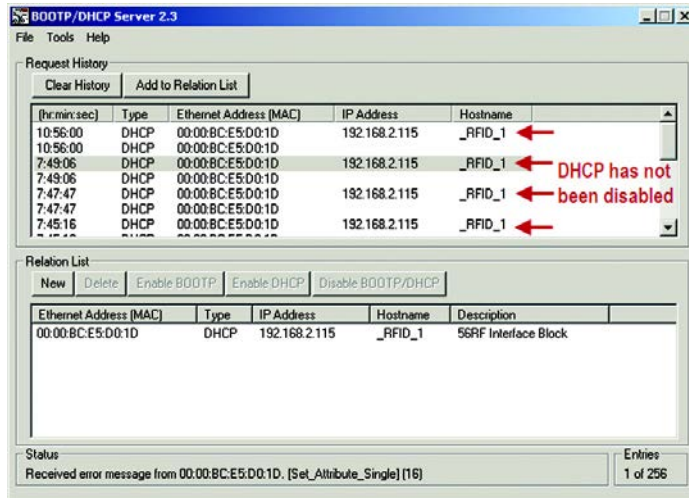 BOOTP/DHCP Server 2.3
File Tools Help
Request History
Clear History Add to Relation List
(hr:min:sec) Type Ethernet Address (MAC) IP Address Hostname
10:56:00 DHCP 00:00:BC:E5:D0:1D 192.168.2.115 _RFID_1
10:56:00 DHCP 00:00:BC:E5:D0:1D
7:49:06 DHCP 00:00:BC:E5:D0:1D 192.168.2.115 _RFID_1
7:49:06 DHCP 00:00:BC:E5:D0:1D
7:47:47 DHCP 00:00:BC:E5:D0:1D 192.168.2.115 _RFID_1
7:47:47 DHCP 00:00:BC:E5:D0:1D
7:45:16 DHCP 00:00:BC:E5:D0:1D 192.168.2.115 _RFID_1
DHCP has not
been disabled
Relation List
New Delete Enable BOOTP Enable DHCP Disable BOOTP/DHCP
Ethernet Address (MAC) Type IP Address Hostname Description
00:00:BC:E5:D0:1D DHCP 192.168.2.115 _RFID_1 56RF Interface Block
Status
Received error message from 00:00:BC:E5:D0:1D. [Set_Attribute_Single] (16)
Entries
1 of 256